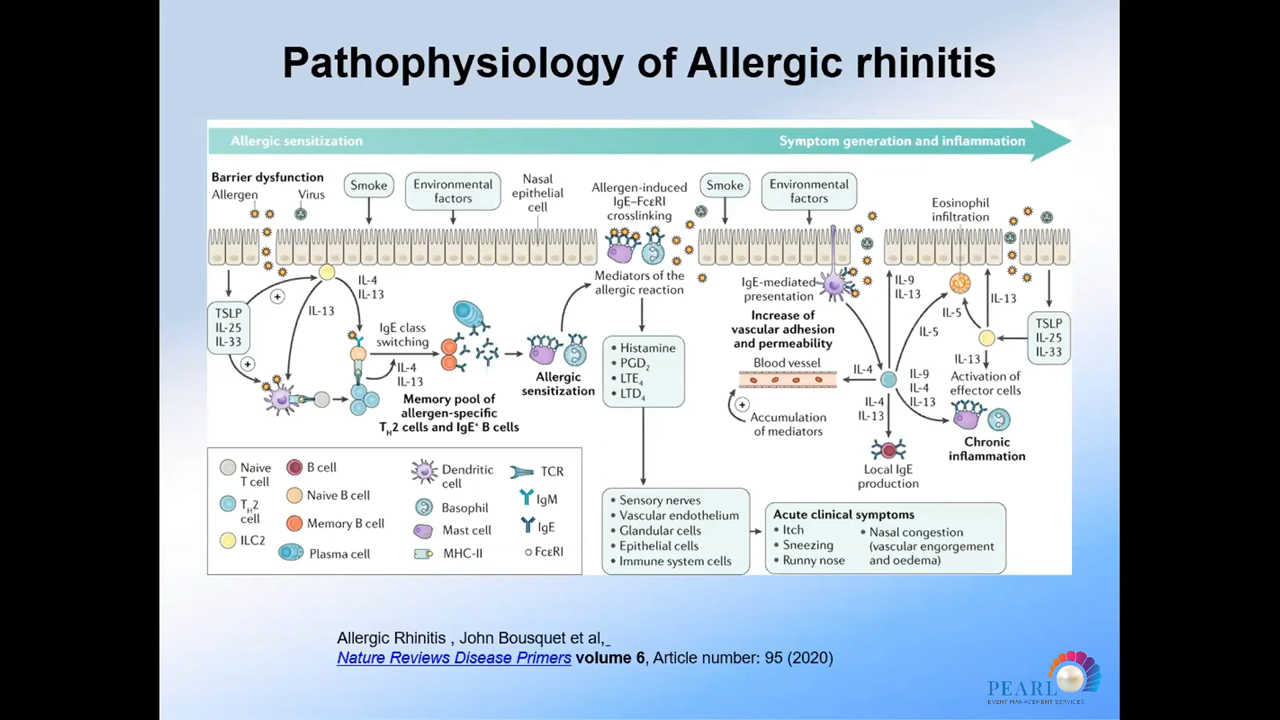 Pathophysiology of Allergic rhinitis
Allergic sensitization
Symptom generation and inflammation
Barrier dysfunction
Allergen
Virus
Smoke
Environmental
factors
Nasal
epithelial
cell
Allergen-induced
IgE–FcεRI
crosslinking
Smoke
Environmental
factors
Eosinophil
infiltration
TSLP
IL-25
IL-33
+
+
IL-4
IL-13
IL-13
IgE class
switching
IL-4
IL-13
Memory pool of
allergen-specific
TH2 cells and IgE+ B cells
Allergic
sensitization
Mediators of the
allergic reaction
• Histamine
• PGD2
• LTE4
• LTD4
IgE-mediated
presentation
Increase of
vascular adhesion
and permeability
Blood vessel
+
Accumulation
of mediators
IL-4
IL-9
IL-13
IL-5
IL-5
IL-13
IL-13
TSLP
IL-25
IL-33
Activation of
effector cells
IL-9
IL-4
IL-13
IL-4
IL-13
Chronic
inflammation
Local IgE
production
Naive
T cell
TH2
cell
ILC2
B cell
Naive B cell
Memory B cell
Plasma cell
Dendritic
cell
Basophil
Mast cell
MHC-II
TCR
IgM
IgE
FcεRI
• Sensory nerves
• Vascular endothelium
• Glandular cells
• Epithelial cells
• Immune system cells
Acute clinical symptoms
• Itch
• Sneezing
• Runny nose
• Nasal congestion
(vascular engorgement
and oedema)
Allergic Rhinitis , John Bousquet et al,
Nature Reviews Disease Primers volume 6, Article number: 95 (2020)
PEARL
EVENT MANAGEMENT SERVICES